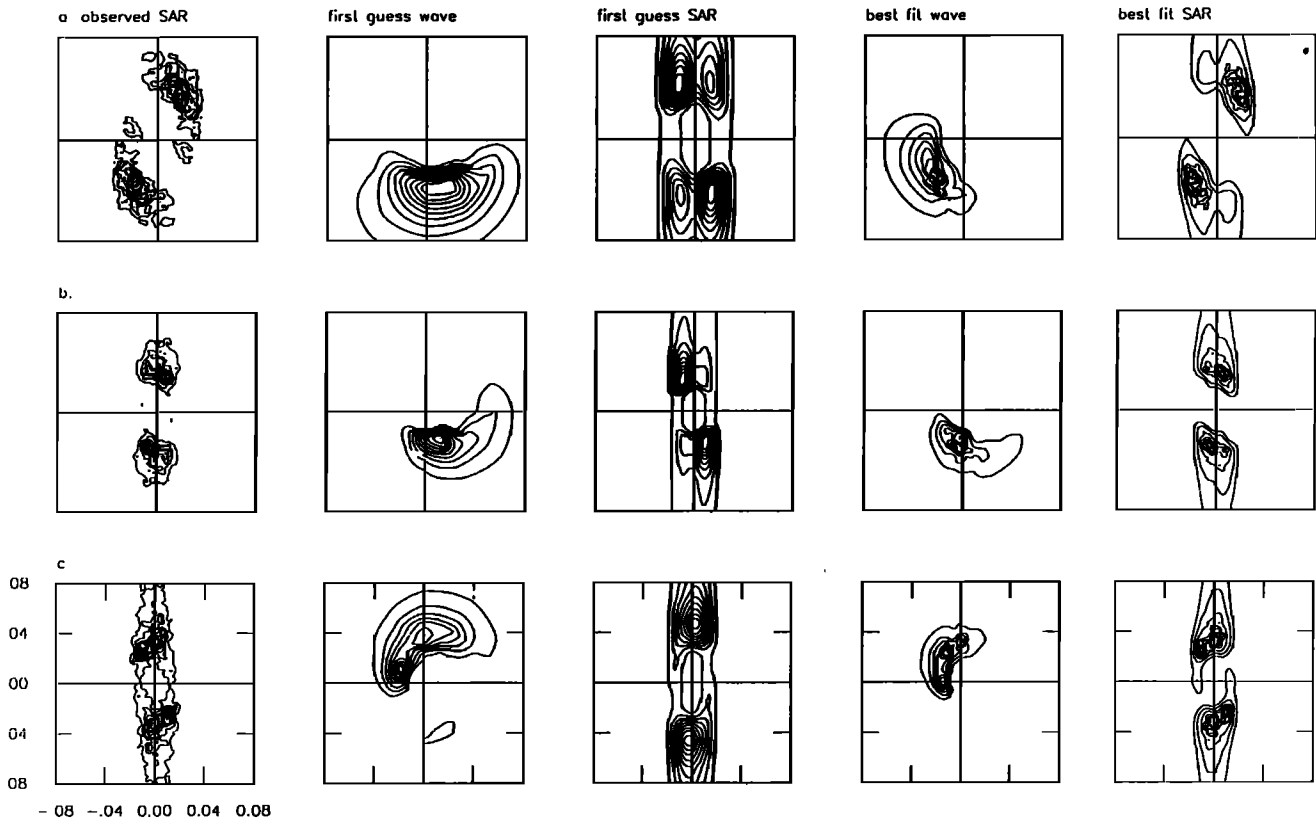 a observed SAR
first guess wave
first guess SAR
best fit wave
best fit SAR
b.
c
08
04
00
04
08
- 08 -.04 0.00 0.04 0.08